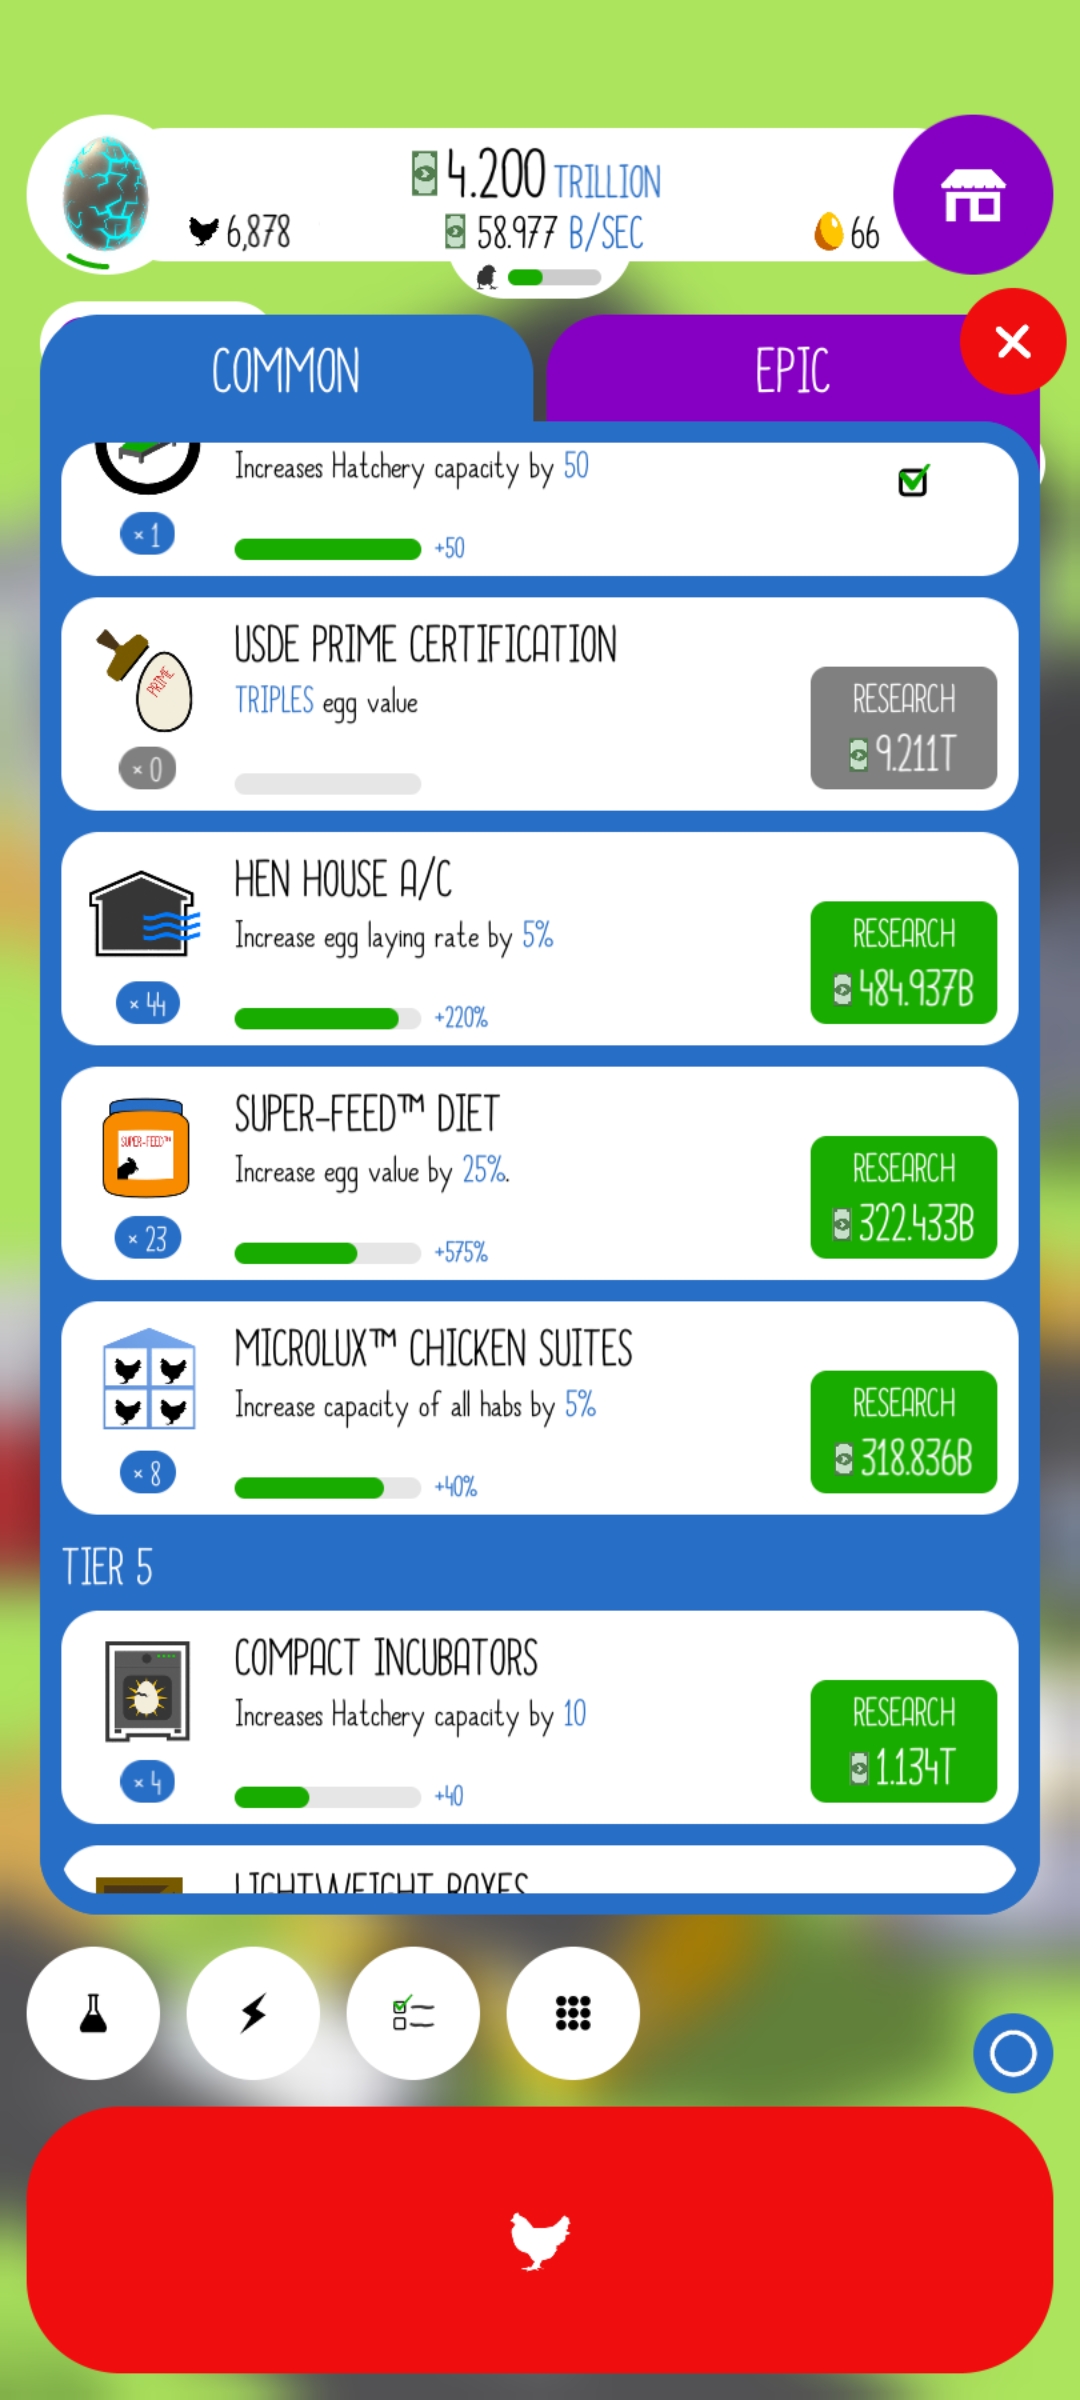 4.200 TRILLION
6,878
58.977 B/SEC
66
COMMON
EPIC
Increases Hatchery capacity by 50
× 1
+50
USDE PRIME CERTIFICATION
TRIPLES egg value
PRIME
× 0
RESEARCH
9.211T
HEN HOUSE A/C
Increase egg laying rate by 5%
× 44
+220%
RESEARCH
484.937B
SUPER-FEED™ DIET
Increase egg value by 25%.
SUPER-FEED™
× 23
+575%
RESEARCH
322.433B
MICROLUX™ CHICKEN SUITES
Increase capacity of all habs by 5%
× 8
+40%
RESEARCH
318.836B
TIER 5
COMPACT INCUBATORS
Increases Hatchery capacity by 10
× 4
+40
RESEARCH
1.134T
LIGHTWEIGHT BOXES